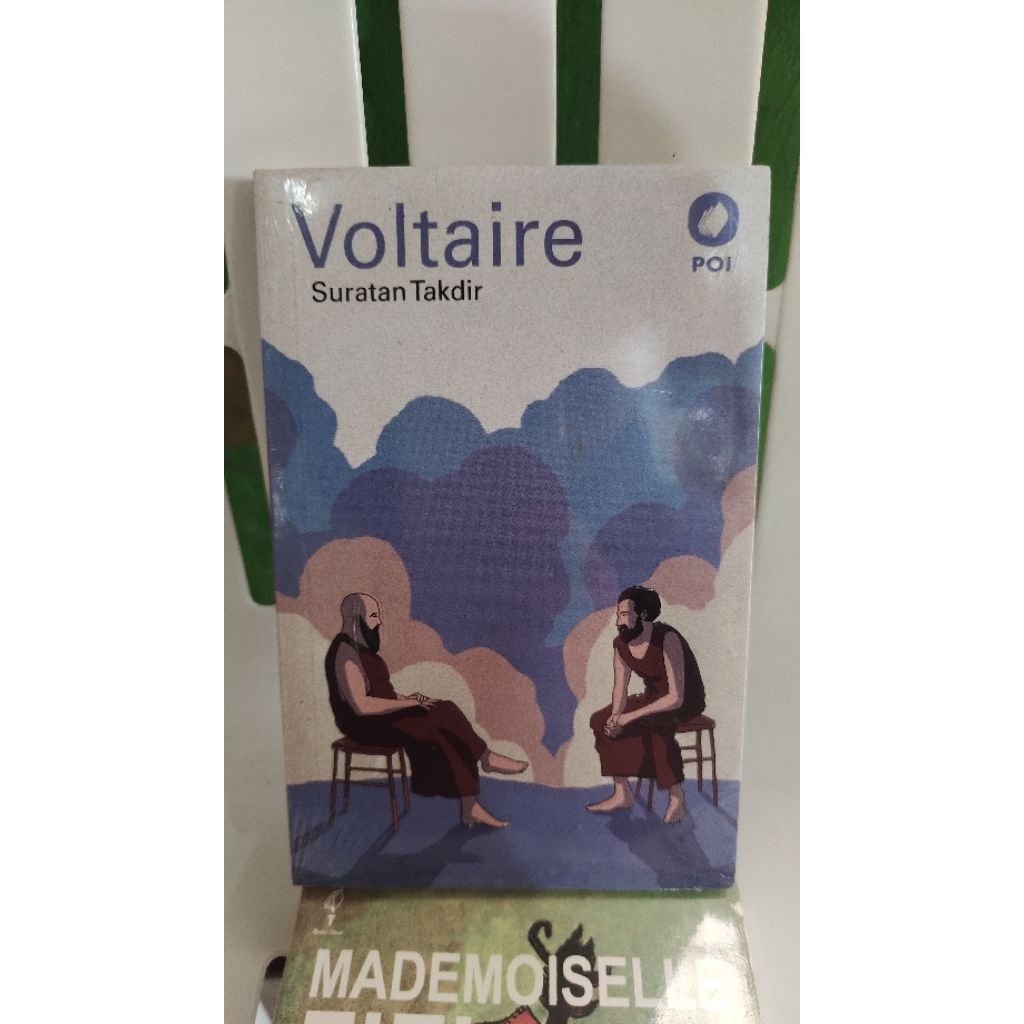 Voltaire
POI
Suratan Takdir
MADEMOISELLE